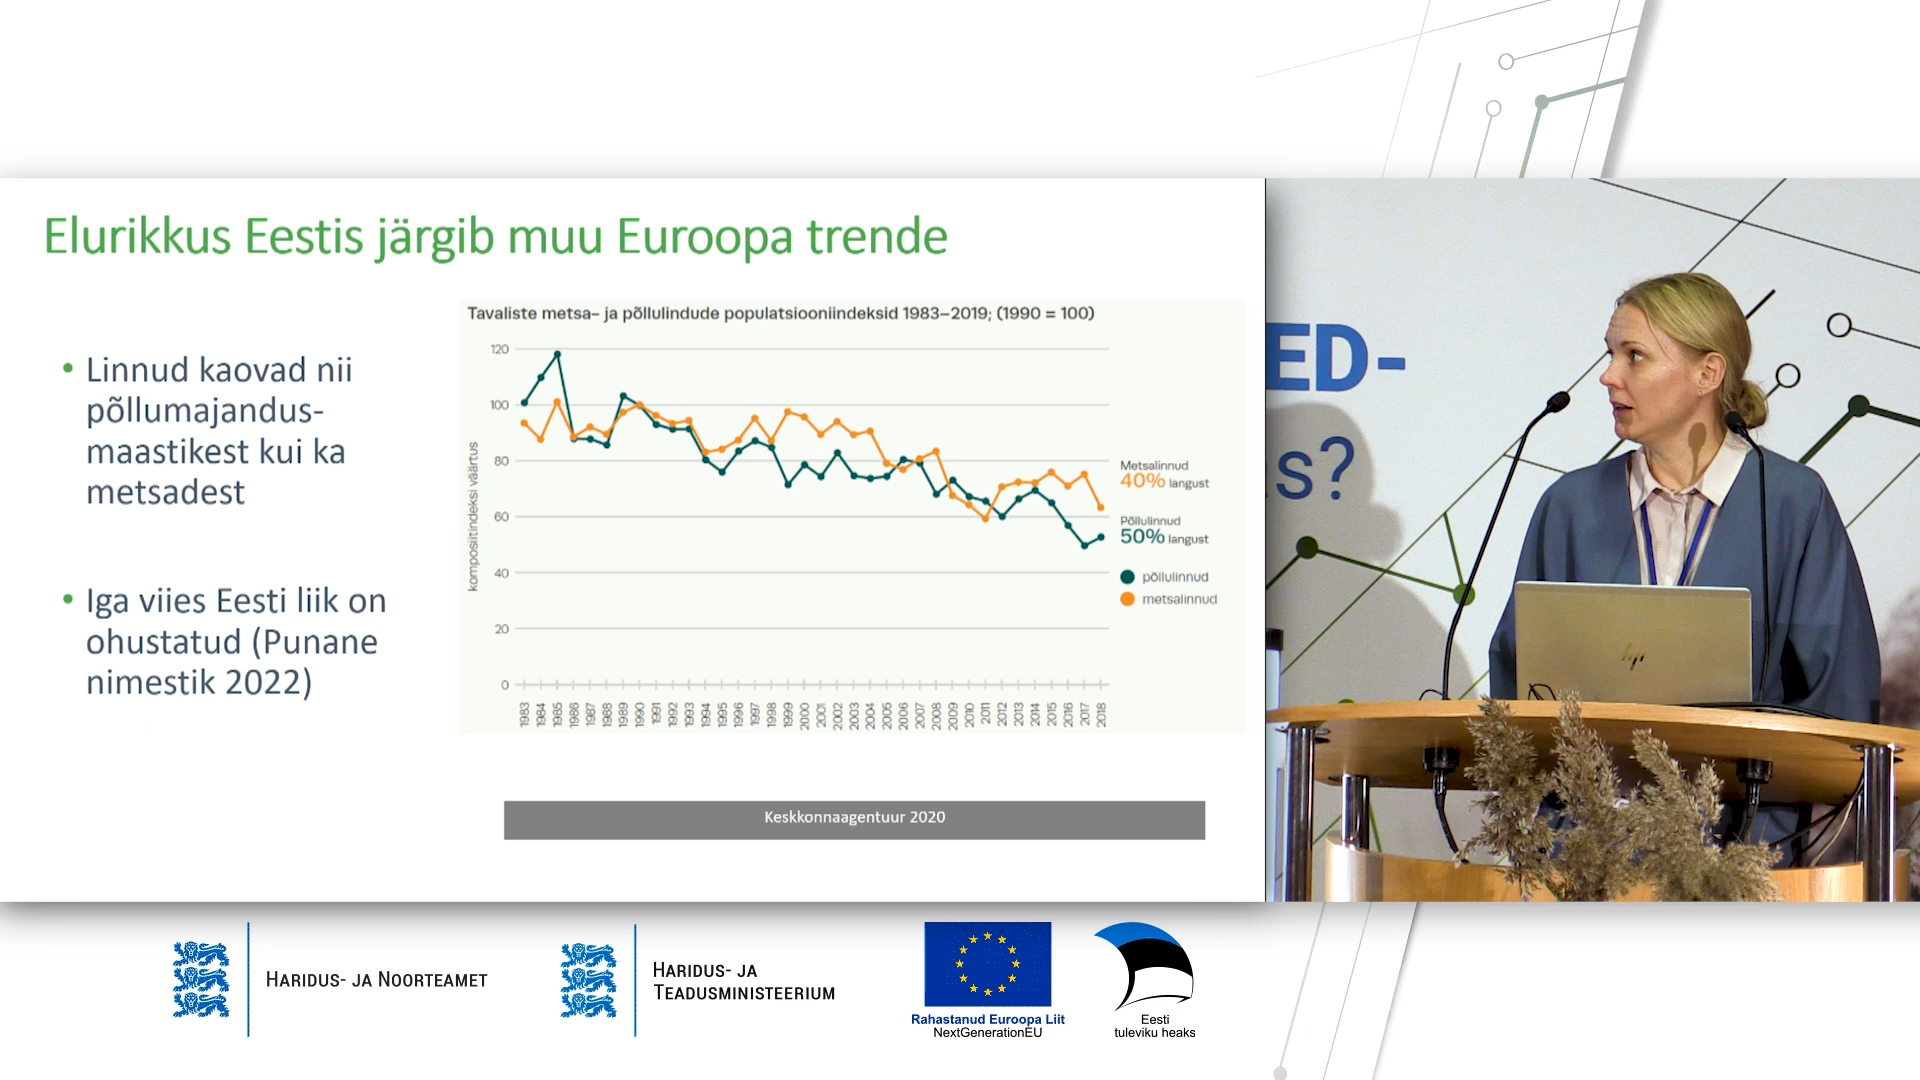 Elurikkus Eestis järgib muu Euroopa trende
• Linnud kaovad nii
põllumajandus-
maastikest kui ka
metsadest
• Iga viies Eesti liik on
ohustatud (Punane
nimestik 2022)
Tavaliste metsa– ja põllulindude populatsiooniindeksid 1983–2019; (1990 = 100)
komposiitindeksi väärtus
120
100
80
60
40
20
0
1983 1984 1985 1986 1987 1988 1989 1990 1991 1992 1993 1994 1995 1996 1997 1998 1999 2000 2001 2002 2003 2004 2005 2006 2007 2008 2009 2010 2011 2012 2013 2014 2015 2016 2017 2018
Metsalinnud
40% langust
Põllulinnud
50% langust
põllulinnud
metsalinnud
Keskkonnaagentuur 2020
ED-
s?
hp
HARIDUS- JA NOORTEAMET
HARIDUS- JA
TEADUSMINISTEERIUM
Rahastanud Euroopa Liit
NextGenerationEU
Eesti
tuleviku heaks